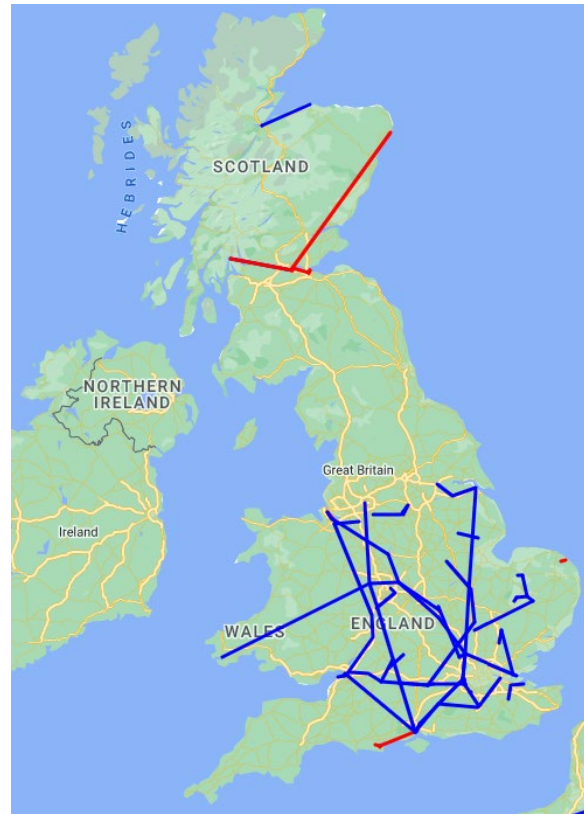 HEBRIDES
SCOTLAND
NORTHERN
IRELAND
Great Britain
Ireland
WALES
ENGLAND